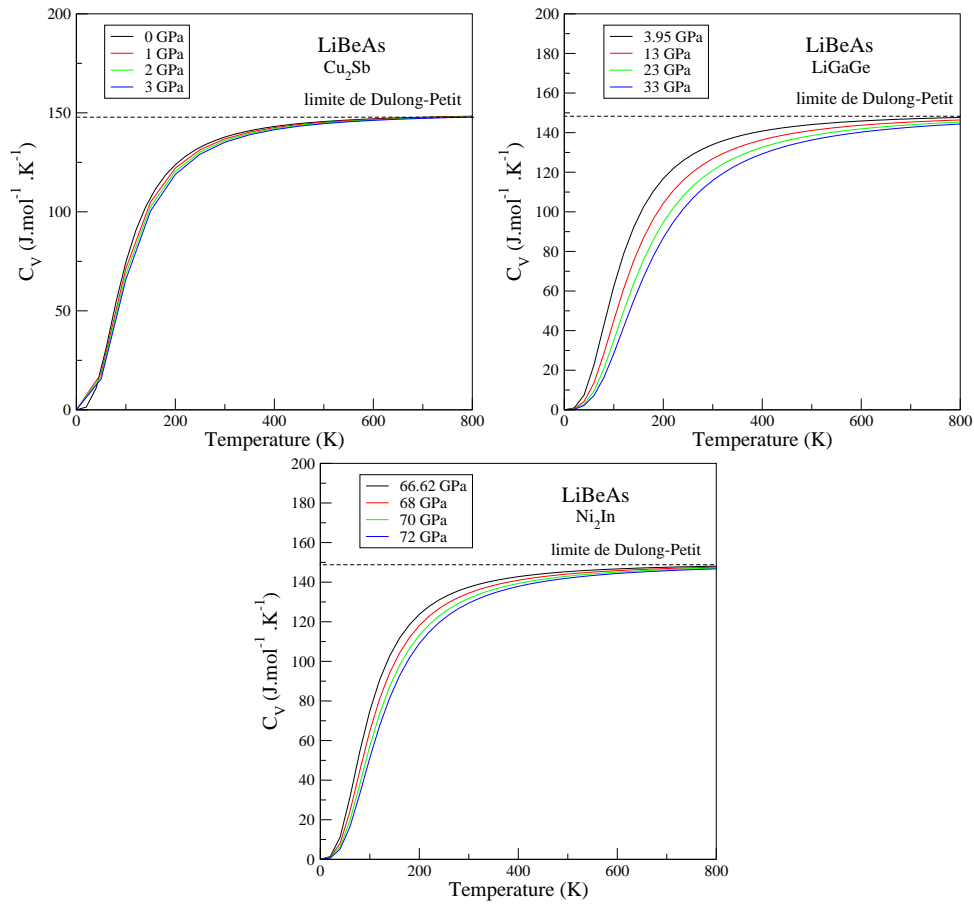 200
150
100
50
0
C_V (J.mol⁻¹ .K⁻¹)
0 GPa
1 GPa
2 GPa
3 GPa
LiBeAs
Cu₂Sb
limite de Dulong-Petit
0 200 400 600 800
Temperature (K)
200
180
160
140
120
100
80
60
40
20
0
C_V (J.mol⁻¹ .K⁻¹)
3.95 GPa
13 GPa
23 GPa
33 GPa
LiBeAs
LiGaGe
limite de Dulong-Petit
0 200 400 600 800
Temperature (K)
200
180
160
140
120
100
80
60
40
20
0
C_V (J.mol⁻¹ .K⁻¹)
66.62 GPa
68 GPa
70 GPa
72 GPa
LiBeAs
Ni₂In
limite de Dulong-Petit
0 200 400 600 800
Temperature (K)